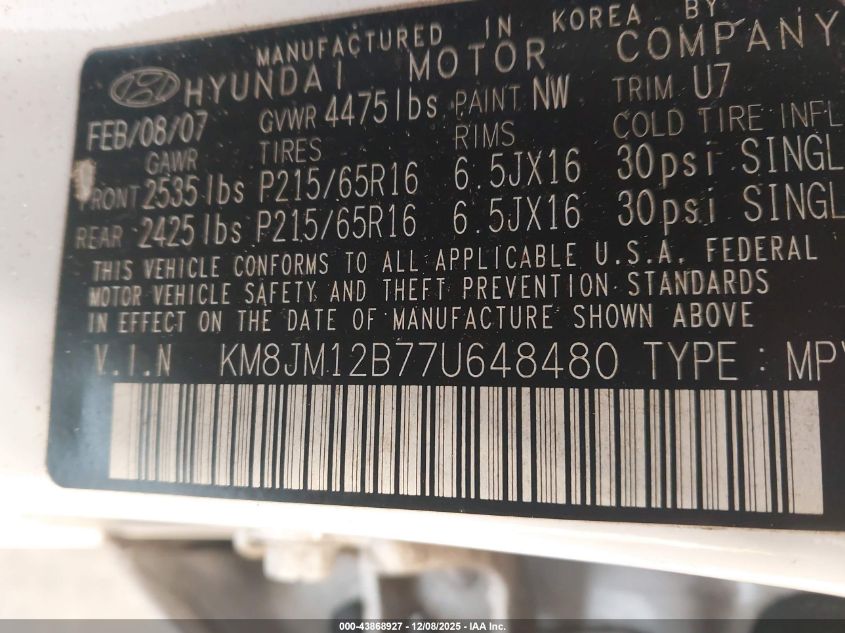 MANUFACTURED IN KOREA BY
HYUNDAI MOTOR COMPANY
FEB/08/07 GVWR 4475lbs PAINT NW TRIM U7
GAWR TIRES RIMS COLD TIRE INFL
FRONT 2535lbs P215/65R16 6.5JX16 30psi SINGL
REAR 2425lbs P215/65R16 6.5JX16 30psi SINGL
THIS VEHICLE CONFORMS TO ALL APPLICABLE U.S.A. FEDERAL
MOTOR VEHICLE SAFETY AND THEFT PREVENTION STANDARDS
IN EFFECT ON THE DATE OF MANUFACTURE SHOWN ABOVE
V.I.N KM8JM12B77U648480 TYPE : MPV
000-43868927 - 12/08/2025 - IAA Inc.